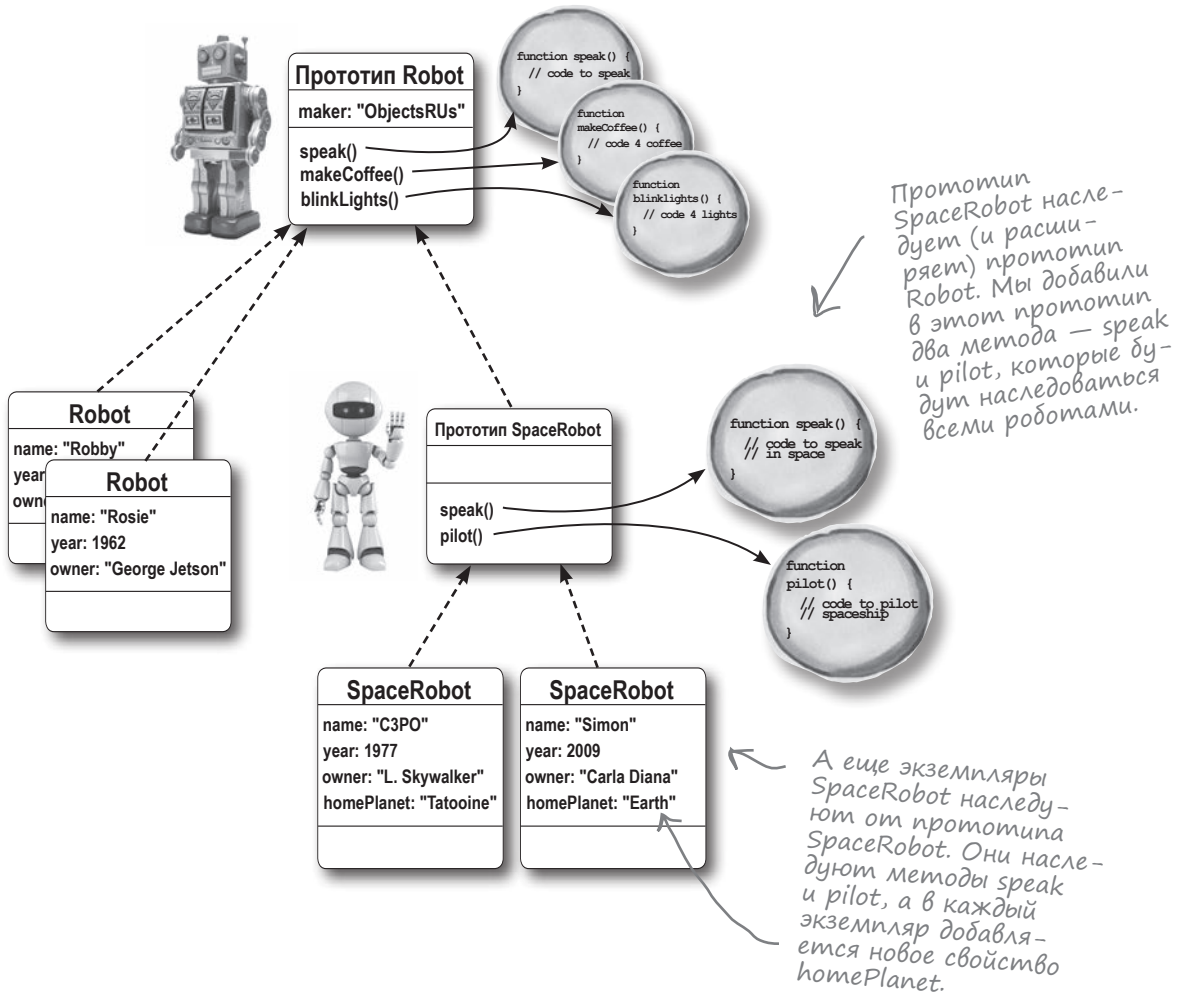 Прототип Robot
maker: "ObjectsRUs"
speak()
makeCoffee()
blinkLights()
function speak() {
// code to speak
}
function
makeCoffee() {
// code 4 coffee
}
function
blinklights() {
// code 4 lights
}
Прототип
SpaceRobot насле-
дует (и расши-
ряет) прототип
Robot. Мы добавили
в этот прототип
два метода — speak
и pilot, которые бу-
дут наследоваться
всеми роботами.
Robot
name: "Robby"
year
own
Robot
name: "Rosie"
year: 1962
owner: "George Jetson"
Прототип SpaceRobot
speak()
pilot()
function speak() {
// code to speak
// in space
}
function
pilot() {
// code to pilot
// spaceship
}
SpaceRobot
name: "C3PO"
year: 1977
owner: "L. Skywalker"
homePlanet: "Tatooine"
SpaceRobot
name: "Simon"
year: 2009
owner: "Carla Diana"
homePlanet: "Earth"
А еще экземпляры
SpaceRobot наследу-
ют от прототипа
SpaceRobot. Они насле-
дуют методы speak
и pilot, а в каждый
экземпляр добавля-
ется новое свойство
homePlanet.